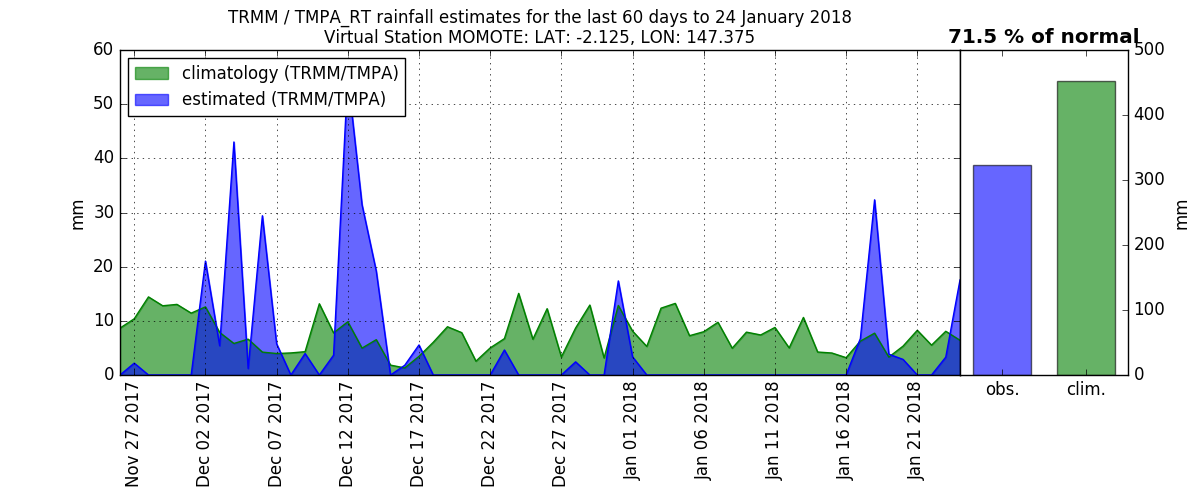 TRMM / TMPA_RT rainfall estimates for the last 60 days to 24 January 2018
Virtual Station MOMOTE: LAT: -2.125, LON: 147.375
71.5 % of normal
climatology (TRMM/TMPA)
estimated (TRMM/TMPA)
60
50
40
30
20
10
0
mm
500
400
300
200
100
0
mm
Nov 27 2017
Dec 02 2017
Dec 07 2017
Dec 12 2017
Dec 17 2017
Dec 22 2017
Dec 27 2017
Jan 01 2018
Jan 06 2018
Jan 11 2018
Jan 16 2018
Jan 21 2018
obs.
clim.